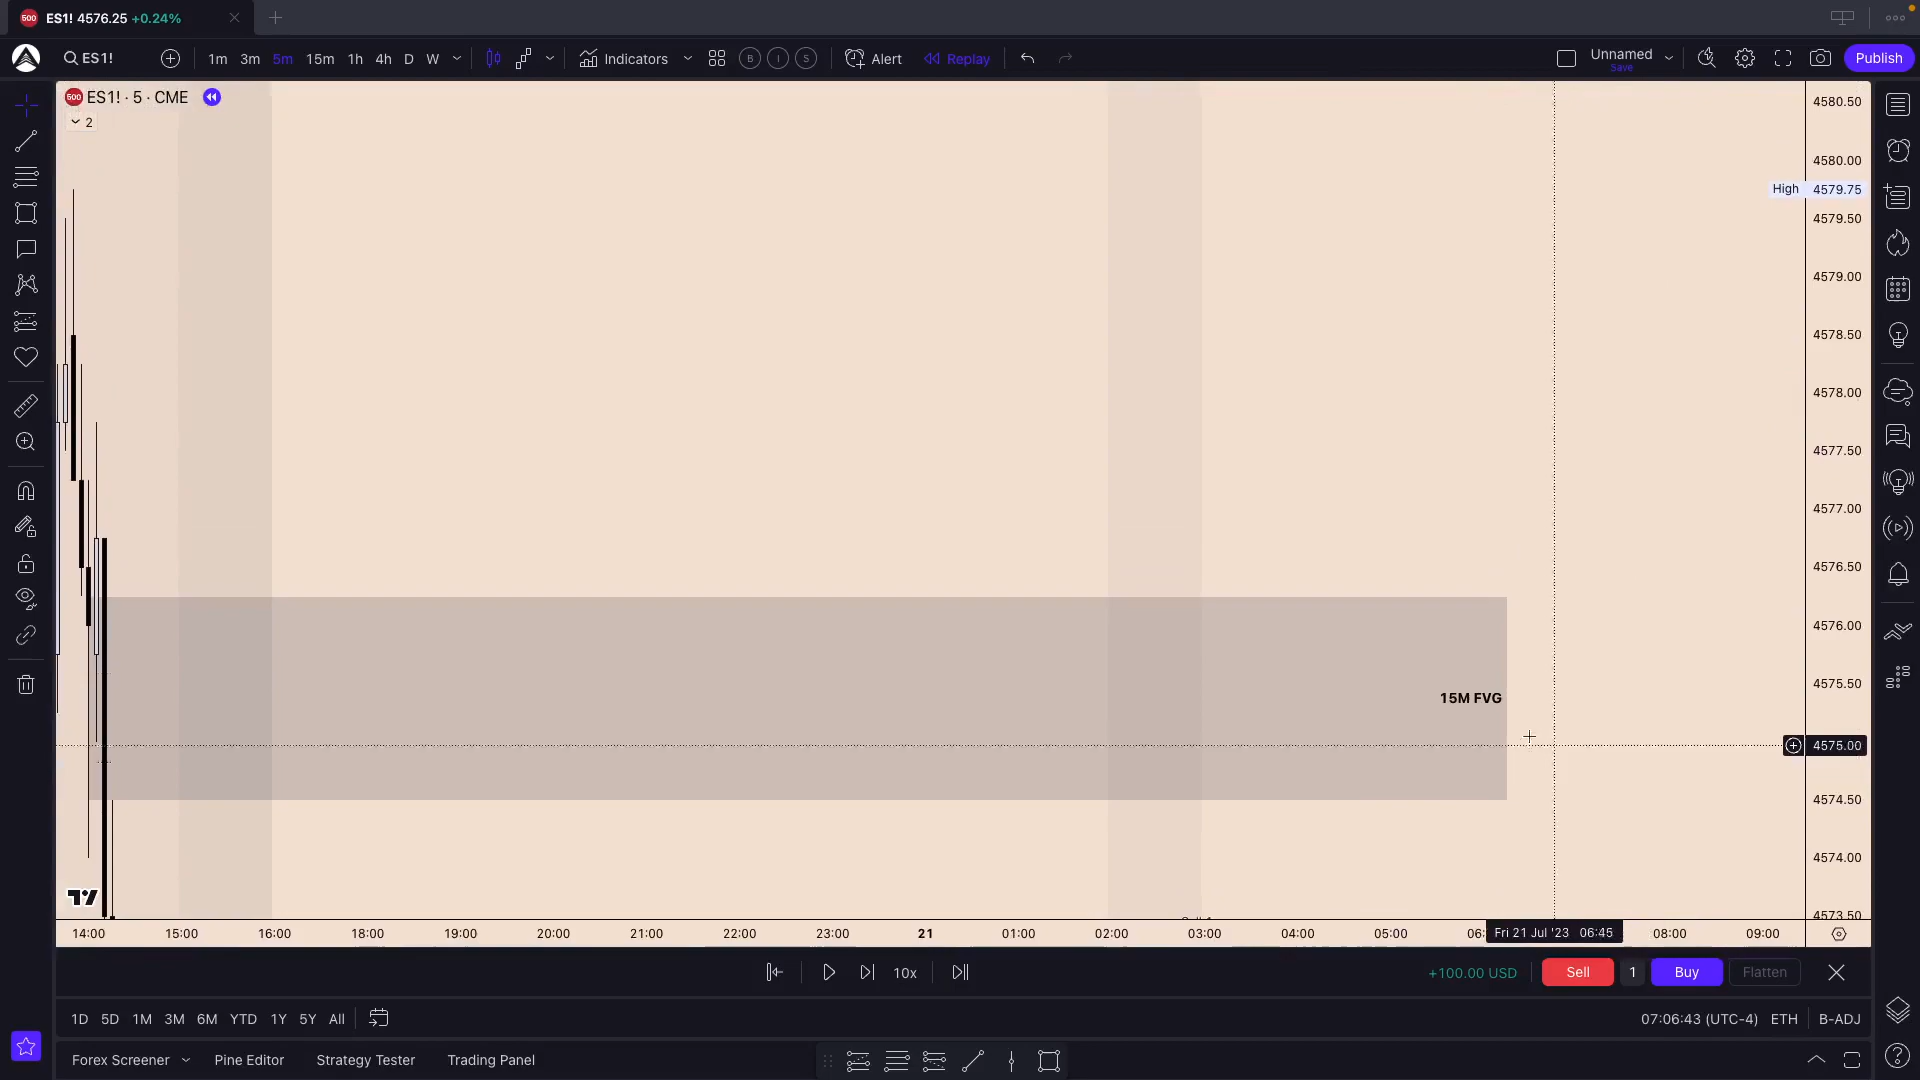 500 ES1! 4576.25 +0.24%
ES1!
1m 3m 5m 15m 1h 4h D W
Indicators
B I S
Alert
Replay
Unnamed
Save
Publish
500 ES1! · 5 · CME
2
4580.50
4580.00
High 4579.75
4579.50
4579.00
4578.50
4578.00
4577.50
4577.00
4576.50
4576.00
4575.50
15M FVG
4575.00
4574.50
4574.00
4573.50
14:00 15:00 16:00 18:00 19:00 20:00 21:00 22:00 23:00 21 01:00 02:00 03:00 04:00 05:00 06: Fri 21 Jul '23 06:45 08:00 09:00
10x
+100.00 USD
Sell 1 Buy Flatten
1D 5D 1M 3M 6M YTD 1Y 5Y All
07:06:43 (UTC-4) ETH B-ADJ
Forex Screener Pine Editor Strategy Tester Trading Panel